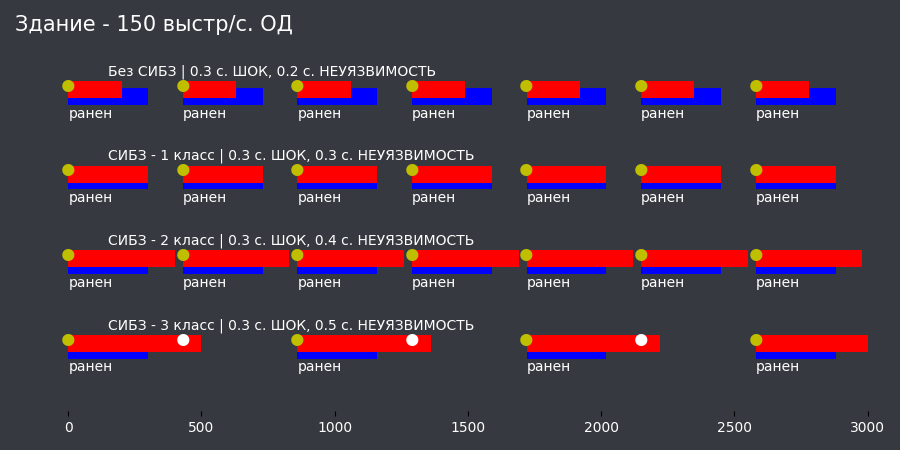 Здание - 150 выстр/с. ОД
Без СИБЗ | 0.3 с. ШОК, 0.2 с. НЕУЯЗВИМОСТЬ
ранен ранен ранен ранен ранен ранен ранен
СИБЗ - 1 класс | 0.3 с. ШОК, 0.3 с. НЕУЯЗВИМОСТЬ
ранен ранен ранен ранен ранен ранен ранен
СИБЗ - 2 класс | 0.3 с. ШОК, 0.4 с. НЕУЯЗВИМОСТЬ
ранен ранен ранен ранен ранен ранен ранен
СИБЗ - 3 класс | 0.3 с. ШОК, 0.5 с. НЕУЯЗВИМОСТЬ
ранен ранен ранен ранен
0 500 1000 1500 2000 2500 3000